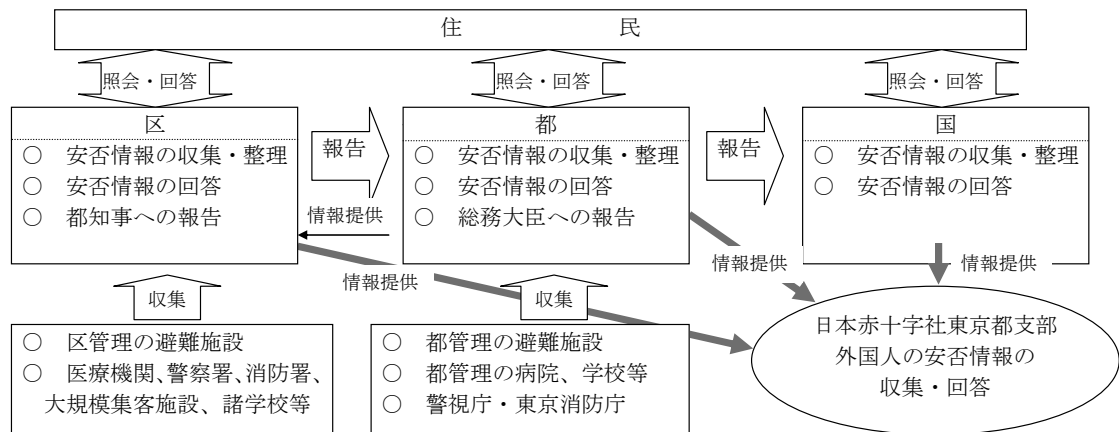 住　　　　　民
照会・回答
照会・回答
照会・回答
区
○　安否情報の収集・整理
○　安否情報の回答
○　都知事への報告
報告
情報提供
都
○　安否情報の収集・整理
○　安否情報の回答
○　総務大臣への報告
報告
国
○　安否情報の収集・整理
○　安否情報の回答
情報提供
情報提供
情報提供
収集
収集
○　区管理の避難施設
○　医療機関、警察署、消防署、
大規模集客施設、諸学校等
○　都管理の避難施設
○　都管理の病院、学校等
○　警視庁・東京消防庁
日本赤十字社東京都支部
外国人の安否情報の
収集・回答